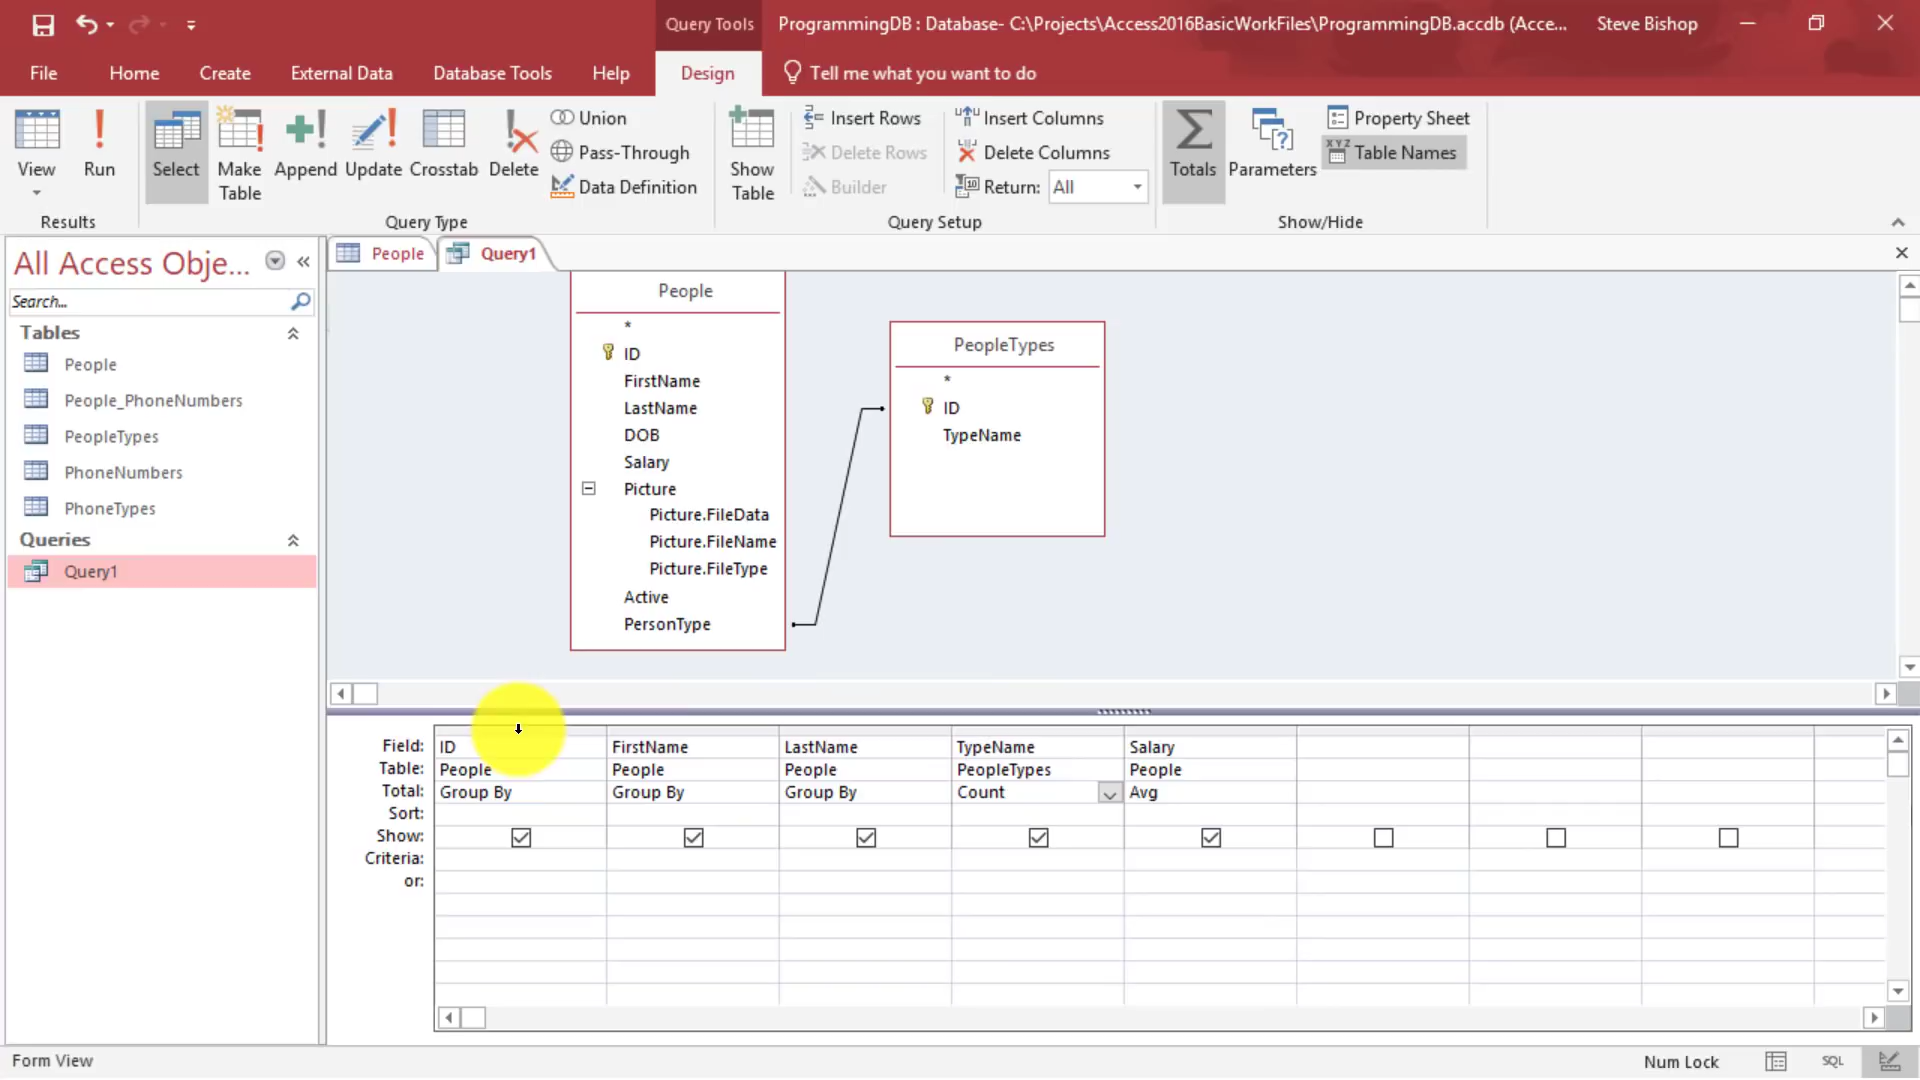 Query Tools
ProgrammingDB : Database- C:\Projects\Access2016BasicWorkFiles\ProgrammingDB.accdb (Acce...
Steve Bishop
File
Home
Create
External Data
Database Tools
Help
Design
Tell me what you want to do
View
Run
Select
Make
Table
Append
Update
Crosstab
Delete
Union
Pass-Through
Data Definition
Show
Table
Insert Rows
Delete Rows
Builder
Insert Columns
Delete Columns
Return:
All
Totals
Parameters
Property Sheet
Table Names
Results
Query Type
Query Setup
Show/Hide
All Access Obje...
Search...
Tables
People
People_PhoneNumbers
PeopleTypes
PhoneNumbers
PhoneTypes
Queries
Query1
People
Query1
People
*
ID
FirstName
LastName
DOB
Salary
Picture
Picture.FileData
Picture.FileName
Picture.FileType
Active
PersonType
PeopleTypes
*
ID
TypeName
Field: ID FirstName LastName TypeName Salary
Table: People People People PeopleTypes People
Total: Group By Group By Group By Count Avg
Sort:
Show:
Criteria:
or:
Form View
Num Lock
SQL